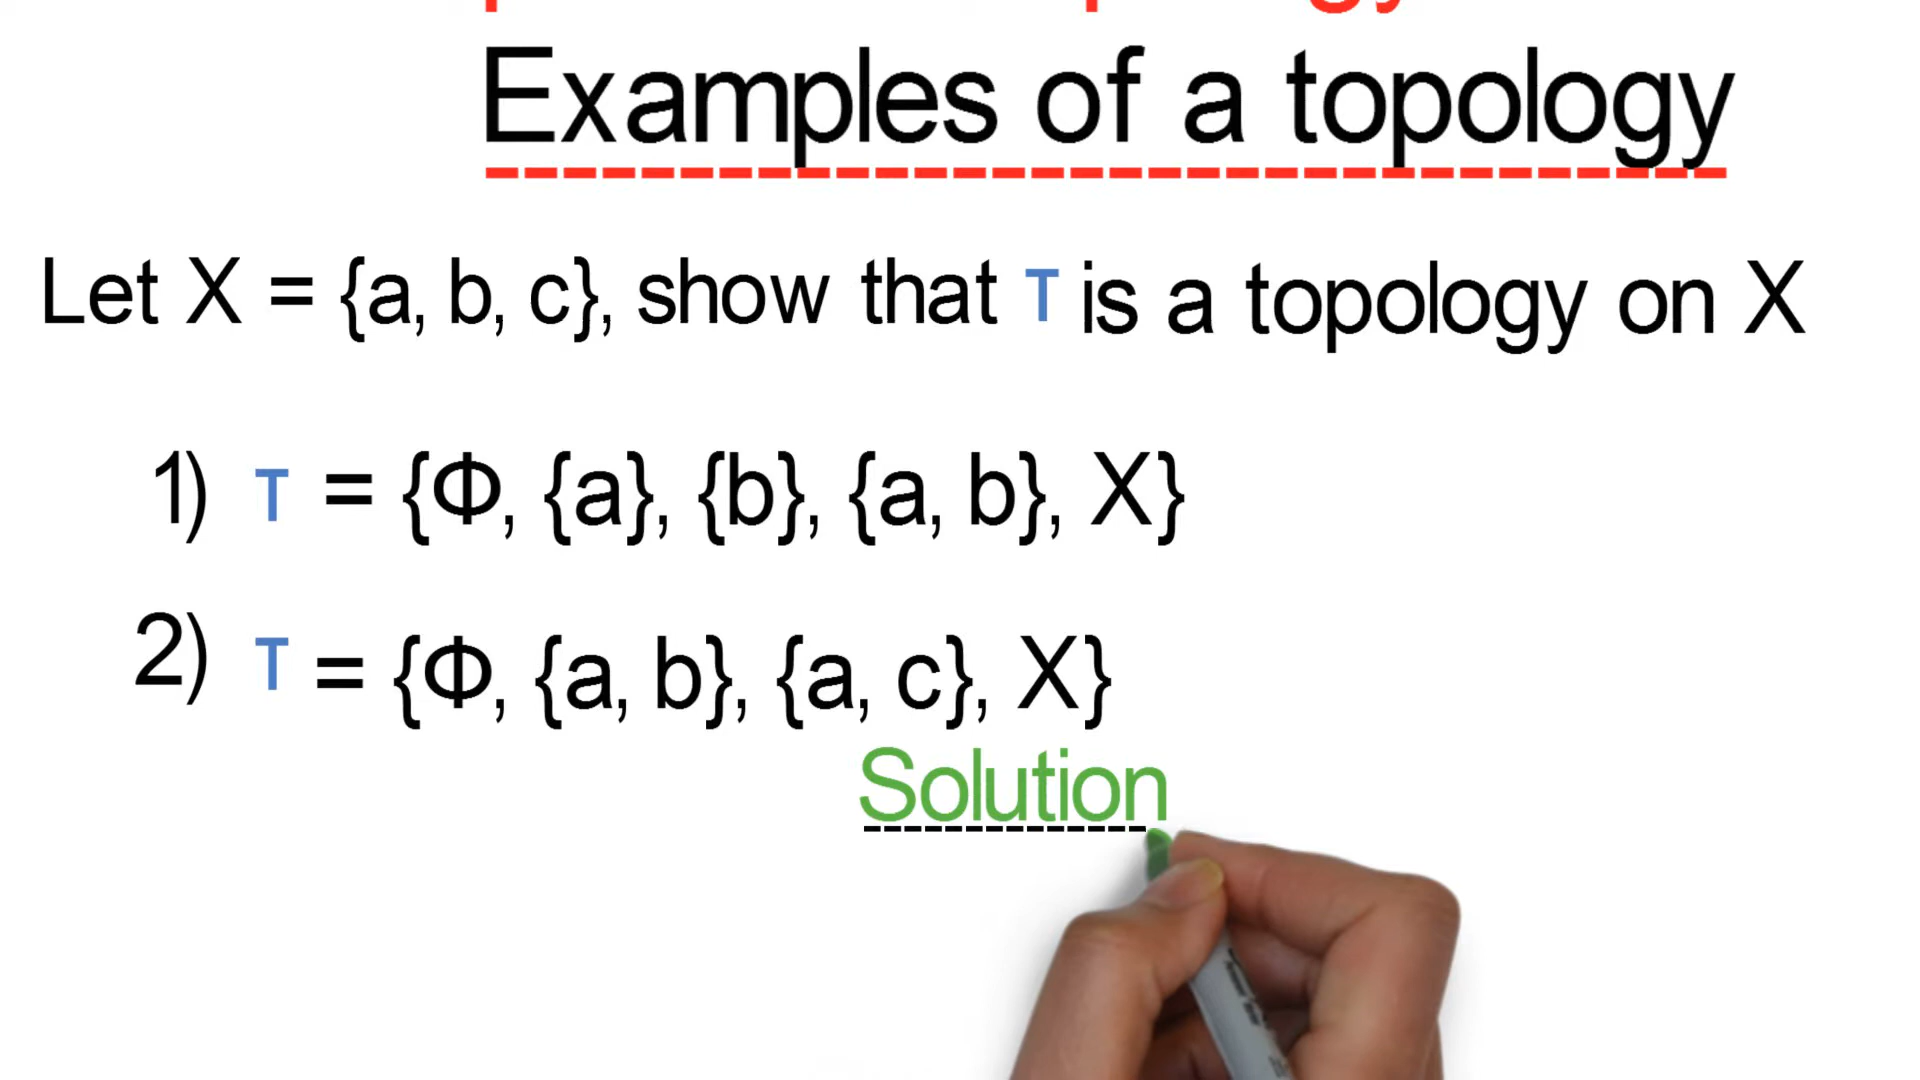 Examples of a topology
Let X = {a, b, c}, show that τ is a topology on X
1) τ = {Φ, {a}, {b}, {a, b}, X}
2) τ = {Φ, {a, b}, {a, c}, X}
Solution